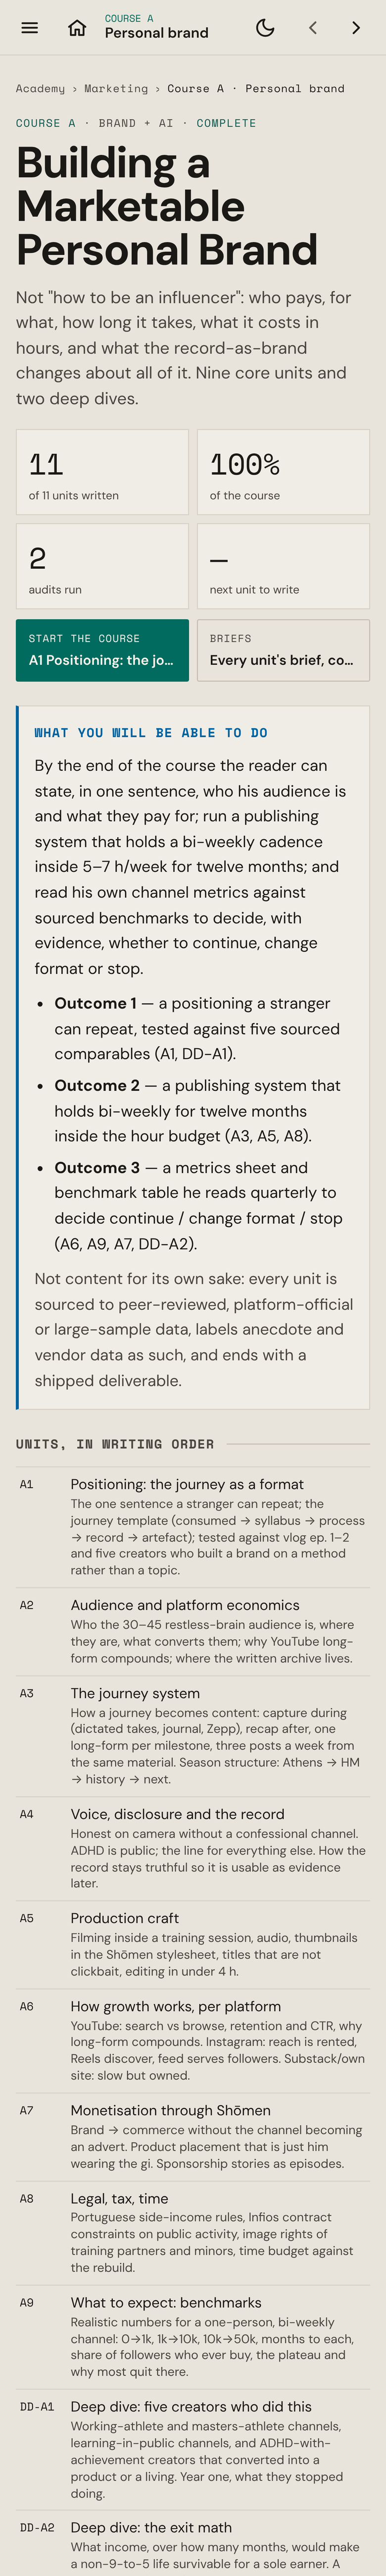 COURSE A
Personal brand
Academy › Marketing › Course A · Personal brand
COURSE A · BRAND + AI · COMPLETE
Building a
Marketable
Personal Brand
Not "how to be an influencer": who pays, for
what, how long it takes, what it costs in
hours, and what the record-as-brand
changes about all of it. Nine core units and
two deep dives.
11
of 11 units written
100%
of the course
2
audits run
—
next unit to write
START THE COURSE
A1 Positioning: the jo…
BRIEFS
Every unit's brief, co…
WHAT YOU WILL BE ABLE TO DO
By the end of the course the reader can
state, in one sentence, who his audience is
and what they pay for; run a publishing
system that holds a bi-weekly cadence
inside 5–7 h/week for twelve months; and
read his own channel metrics against
sourced benchmarks to decide, with
evidence, whether to continue, change
format or stop.
• Outcome 1 — a positioning a stranger
can repeat, tested against five sourced
comparables (A1, DD-A1).
• Outcome 2 — a publishing system that
holds bi-weekly for twelve months
inside the hour budget (A3, A5, A8).
• Outcome 3 — a metrics sheet and
benchmark table he reads quarterly to
decide continue / change format / stop
(A6, A9, A7, DD-A2).
Not content for its own sake: every unit is
sourced to peer-reviewed, platform-official
or large-sample data, labels anecdote and
vendor data as such, and ends with a
shipped deliverable.
UNITS, IN WRITING ORDER
A1 Positioning: the journey as a format
The one sentence a stranger can repeat; the
journey template (consumed → syllabus → process
→ record → artefact); tested against vlog ep. 1–2
and five creators who built a brand on a method
rather than a topic.
A2 Audience and platform economics
Who the 30–45 restless-brain audience is, where
they are, what converts them; why YouTube long-
form compounds; where the written archive lives.
A3 The journey system
How a journey becomes content: capture during
(dictated takes, journal, Zepp), recap after, one
long-form per milestone, three posts a week from
the same material. Season structure: Athens → HM
→ history → next.
A4 Voice, disclosure and the record
Honest on camera without a confessional channel.
ADHD is public; the line for everything else. How the
record stays truthful so it is usable as evidence
later.
A5 Production craft
Filming inside a training session, audio, thumbnails
in the Shōmen stylesheet, titles that are not
clickbait, editing in under 4 h.
A6 How growth works, per platform
YouTube: search vs browse, retention and CTR, why
long-form compounds. Instagram: reach is rented,
Reels discover, feed serves followers. Substack/own
site: slow but owned.
A7 Monetisation through Shōmen
Brand → commerce without the channel becoming
an advert. Product placement that is just him
wearing the gi. Sponsorship stories as episodes.
A8 Legal, tax, time
Portuguese side-income rules, Infios contract
constraints on public activity, image rights of
training partners and minors, time budget against
the rebuild.
A9 What to expect: benchmarks
Realistic numbers for a one-person, bi-weekly
channel: 0→1k, 1k→10k, 10k→50k, months to each,
share of followers who ever buy, the plateau and
why most quit there.
DD-A1 Deep dive: five creators who did this
Working-athlete and masters-athlete channels,
learning-in-public channels, and ADHD-with-
achievement creators that converted into a
product or a living. Year one, what they stopped
doing.
DD-A2 Deep dive: the exit math
What income, over how many months, would make
a non-9-to-5 life survivable for a sole earner. A